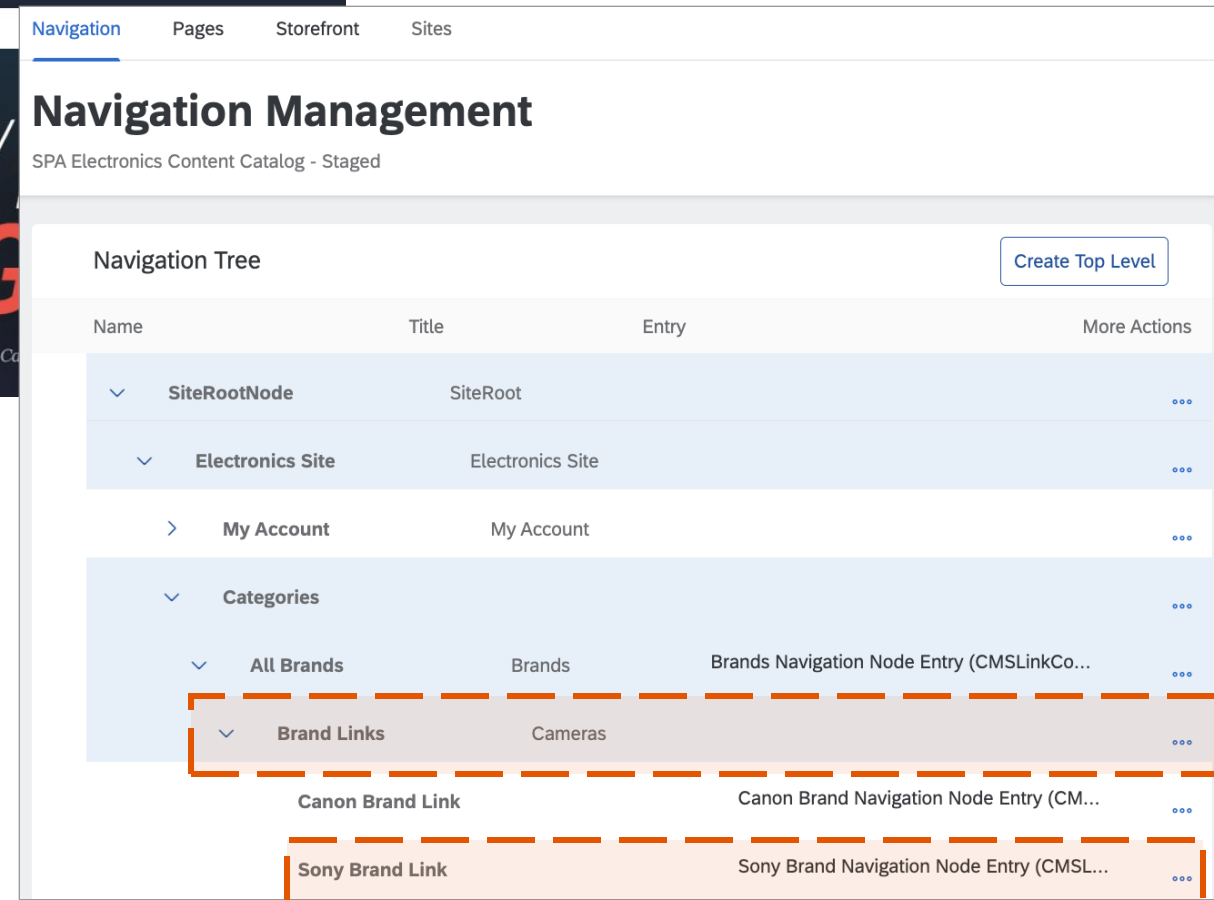 Navigation Pages Storefront Sites
Navigation Management
SPA Electronics Content Catalog - Staged
Navigation Tree Create Top Level
Name Title Entry More Actions
SiteRootNode SiteRoot
Electronics Site Electronics Site
My Account My Account
Categories
All Brands Brands Brands Navigation Node Entry (CMSLinkCo...
Brand Links Cameras
Canon Brand Link Canon Brand Navigation Node Entry (CM...
Sony Brand Link Sony Brand Navigation Node Entry (CMSL...